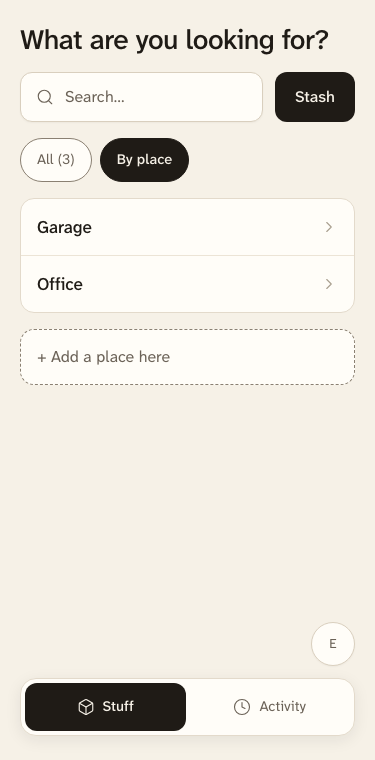 What are you looking for?
Search...
Stash
All (3)
By place
Garage
Office
+ Add a place here
E
Stuff
Activity